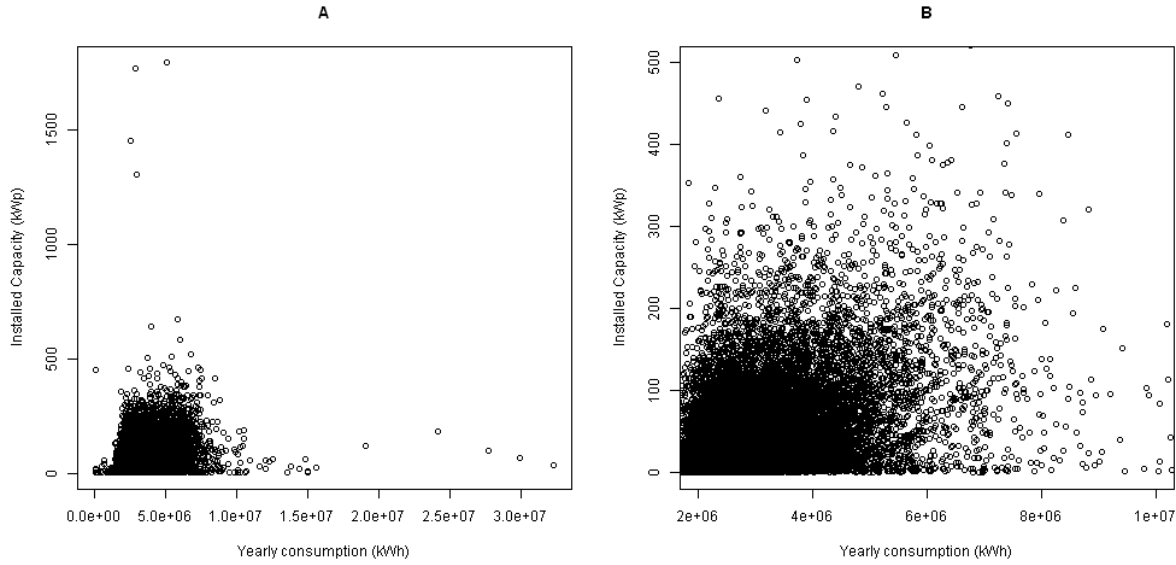 A
Installed Capacity (kWp)
1500
1000
500
0
0.0e+00 5.0e+06 1.0e+07 1.5e+07 2.0e+07 2.5e+07 3.0e+07
Yearly consumption (kWh)
B
Installed Capacity (kWp)
500
400
300
200
100
0
2e+06 4e+06 6e+06 8e+06 1e+07
Yearly consumption (kWh)